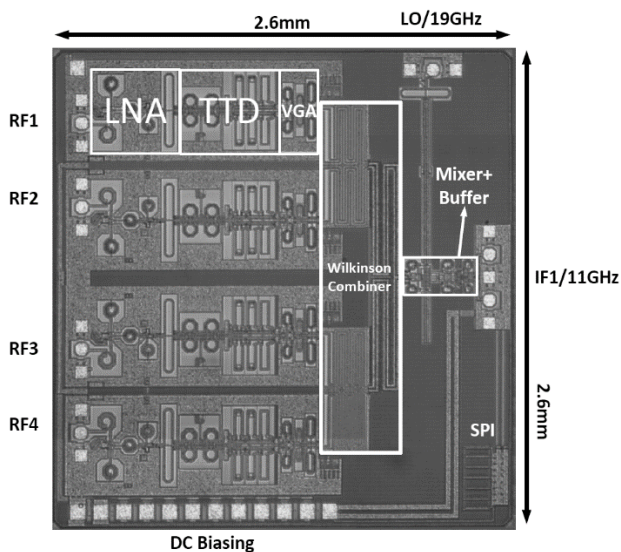 2.6mm
LO/19GHz
RF1
LNA
TTD
VGA
RF2
Mixer+
Buffer
Wilkinson
Combiner
IF1/11GHz
RF3
2.6mm
RF4
SPI
DC Biasing